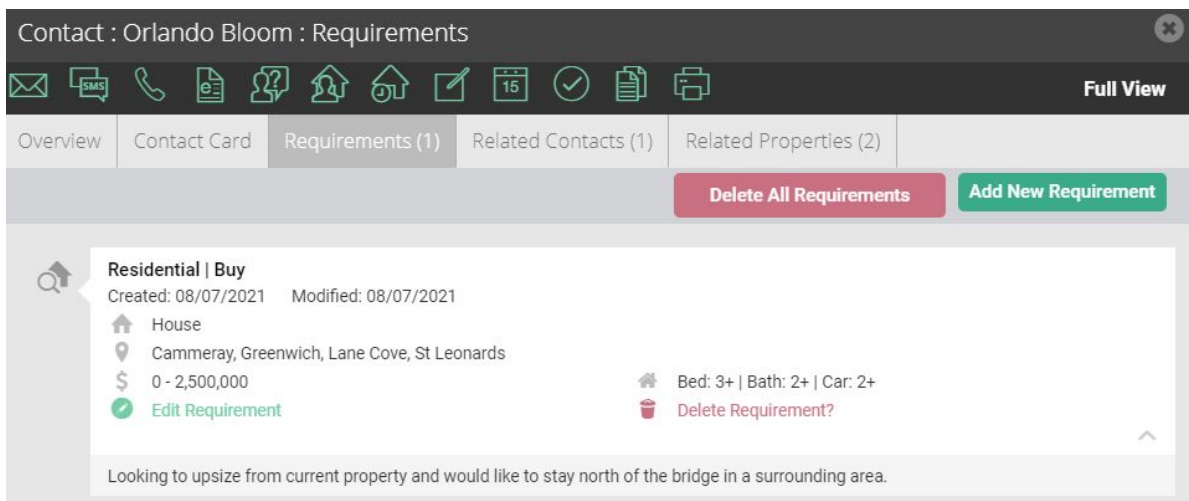 Contact : Orlando Bloom : Requirements
SMS
e
?
15
Full View
Overview
Contact Card
Requirements (1)
Related Contacts (1)
Related Properties (2)
Delete All Requirements
Add New Requirement
Residential | Buy
Created: 08/07/2021 Modified: 08/07/2021
House
Cammeray, Greenwich, Lane Cove, St Leonards
$ 0 - 2,500,000
Bed: 3+ | Bath: 2+ | Car: 2+
Edit Requirement
Delete Requirement?
Looking to upsize from current property and would like to stay north of the bridge in a surrounding area.